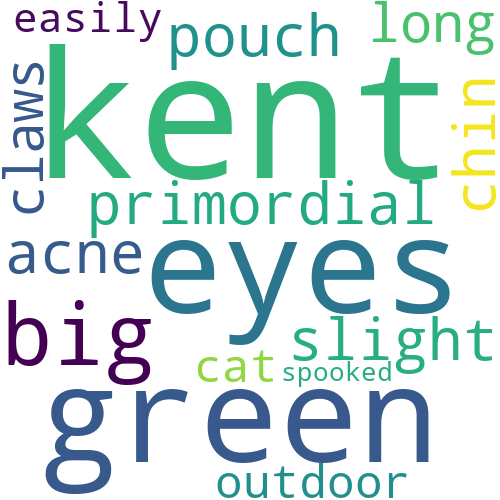 easily
long
pouch
kent
claws
chin
primordial
acne
eyes
big
slight
cat
spooked
green
outdoor